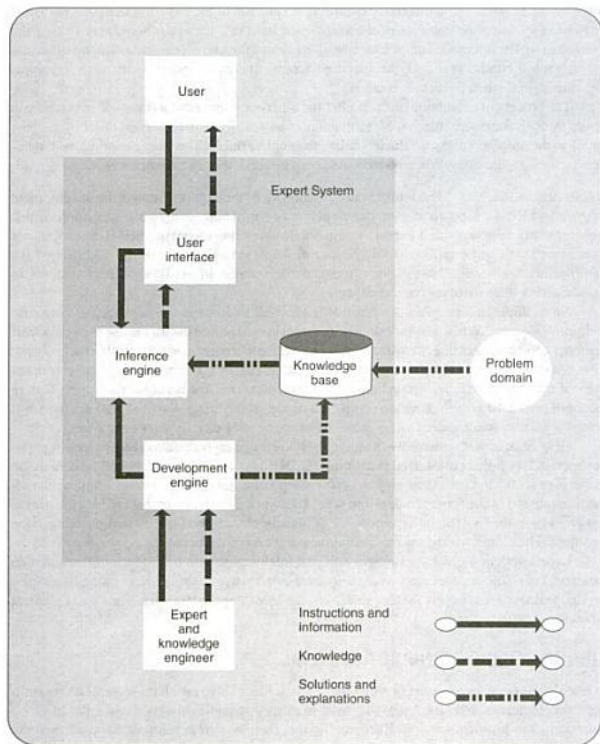 User
Expert System
User
interface
Inference
engine
Knowledge
base
Problem
domain
Development
engine
Expert
and
knowledge
engineer
Instructions and
information
Knowledge
Solutions and
explanations